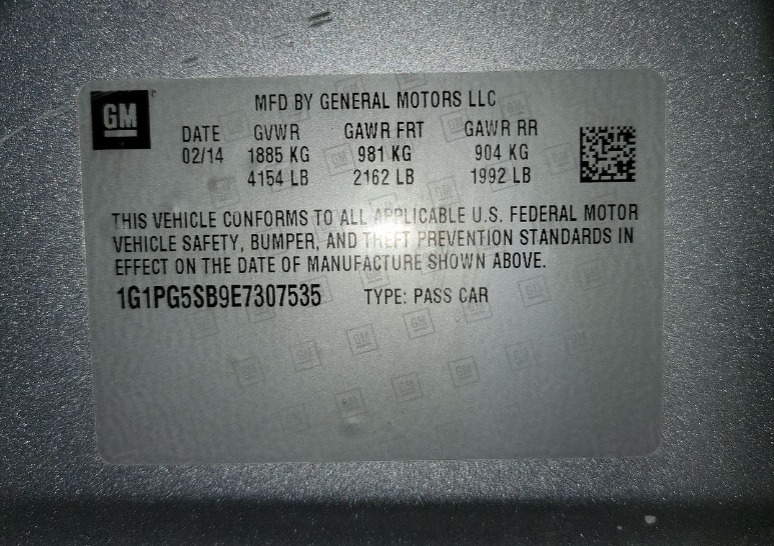 GM
MFD BY GENERAL MOTORS LLC
DATE GVWR GAWR FRT GAWR RR
02/14 1885 KG 981 KG 904 KG
4154 LB 2162 LB 1992 LB
THIS VEHICLE CONFORMS TO ALL APPLICABLE U.S. FEDERAL MOTOR
VEHICLE SAFETY, BUMPER, AND THEFT PREVENTION STANDARDS IN
EFFECT ON THE DATE OF MANUFACTURE SHOWN ABOVE.
1G1PG5SB9E7307535 TYPE: PASS CAR